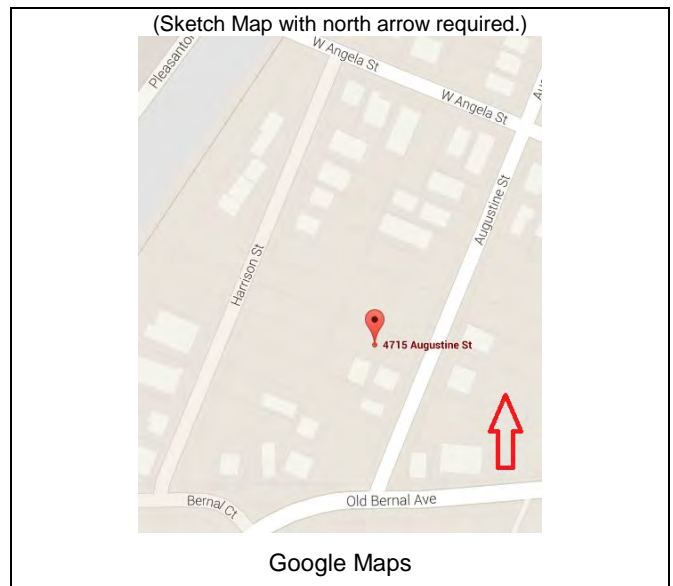 (Sketch Map with north arrow required.)
W Angela St
W Angela St
Augustine St
Harrison St
4715 Augustine St
Bernal Ct
Old Bernal Ave
Google Maps